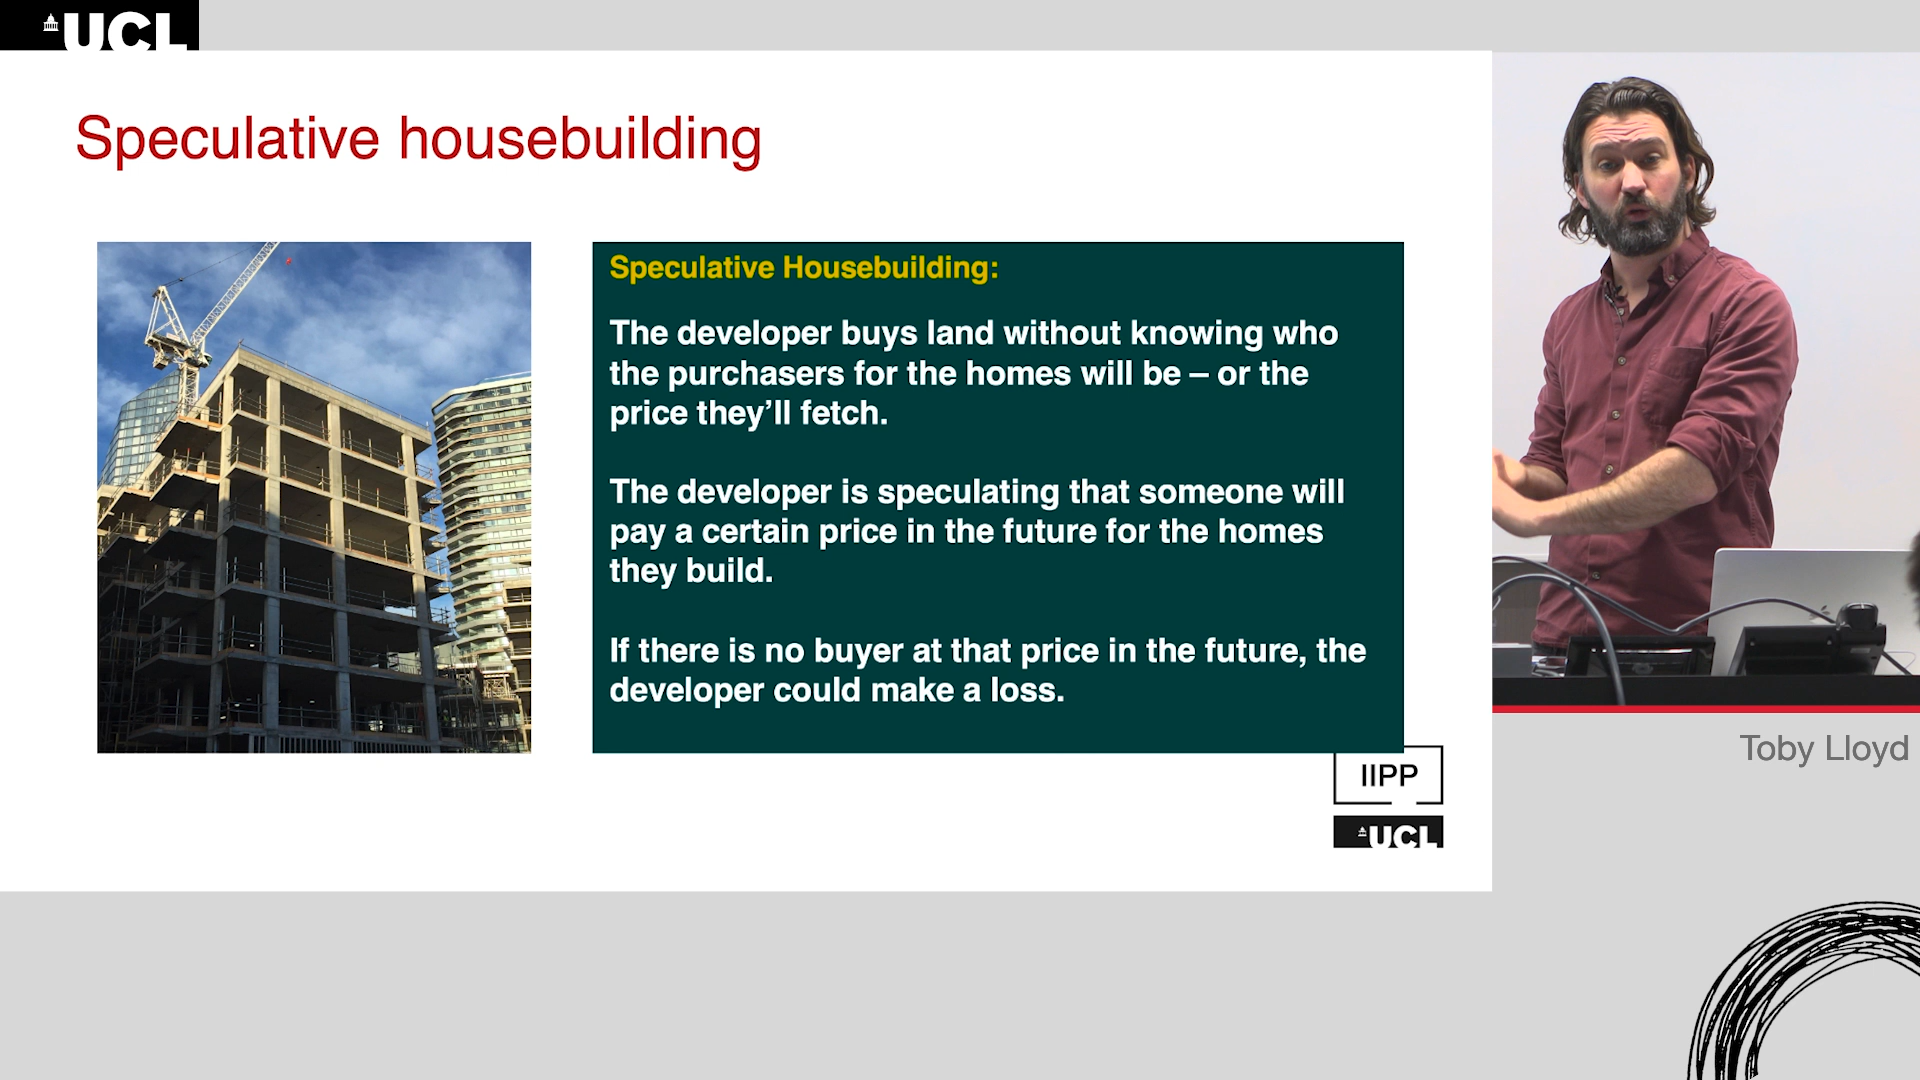 UCL
Speculative housebuilding
Speculative Housebuilding:
The developer buys land without knowing who
the purchasers for the homes will be – or the
price they’ll fetch.
The developer is speculating that someone will
pay a certain price in the future for the homes
they build.
If there is no buyer at that price in the future, the
developer could make a loss.
IIPP
UCL
Toby Lloyd